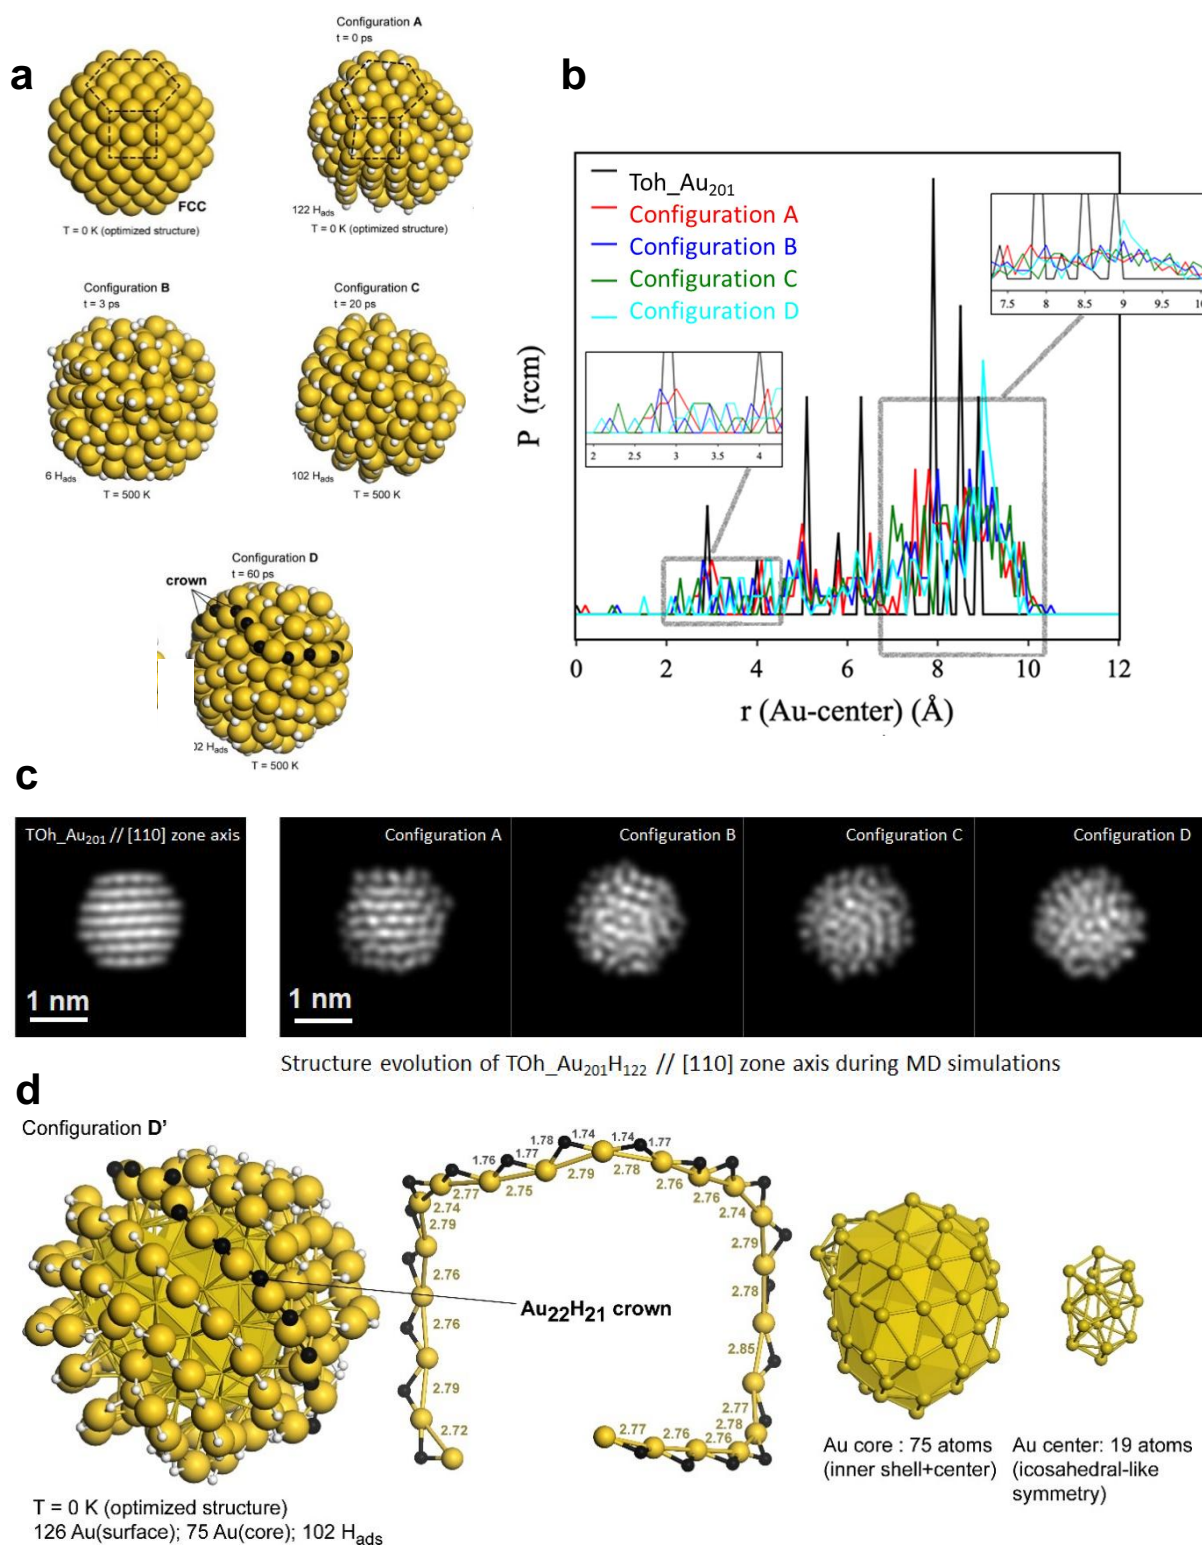 a
FCC
T = 0 K (optimized structure)
Configuration A
t = 0 ps
122 Hads
T = 0 K (optimized structure)
Configuration B
t = 3 ps
6 Hads
T = 500 K
Configuration C
t = 20 ps
102 Hads
T = 500 K
Configuration D
t = 60 ps
crown
02 Hads
T = 500 K
b
Toh_Au201
Configuration A
Configuration B
Configuration C
Configuration D
P (rcm)
2 2.5 3 3.5 4
7.5 8 8.5 9 9.5 10
0 2 4 6 8 10 12
r (Au-center) (Å)
c
TOh_Au201 // [110] zone axis
1 nm
Configuration A
1 nm
Configuration B
Configuration C
Configuration D
Structure evolution of TOh_Au201H122 // [110] zone axis during MD simulations
d
Configuration D'
T = 0 K (optimized structure)
126 Au(surface); 75 Au(core); 102 Hads
1.76 1.77 1.78 1.74 1.74 1.77
2.74 2.77 2.75 2.79 2.78 2.76 2.76 2.74
2.79
2.76
2.76
2.79
2.72
Au22H21 crown
2.79
2.78
2.85
2.77
2.78
2.77 2.76 2.76
Au core : 75 atoms
(inner shell+center)
Au center: 19 atoms
(icosahedral-like
symmetry)